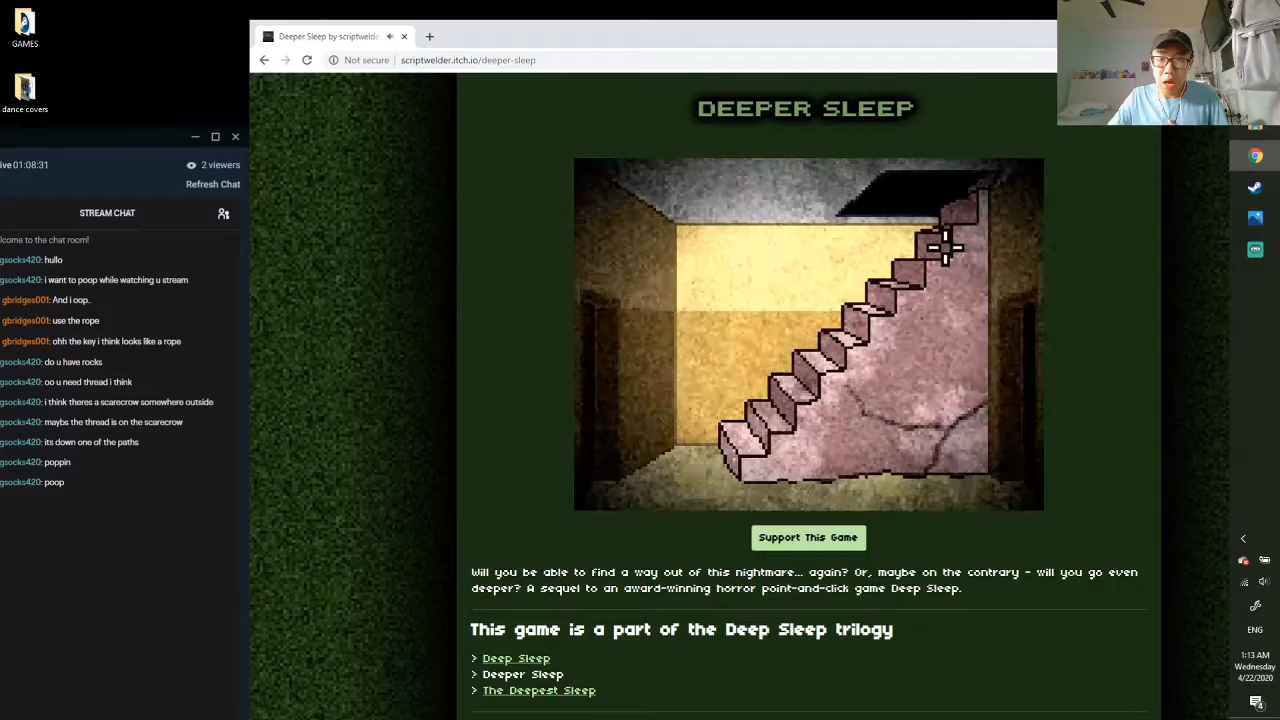 GAMES
dance covers
ive 01:08:31
2 viewers
Refresh Chat
STREAM CHAT
lcome to the chat room!
gsocks420: hullo
gsocks420: i want to poop while watching u stream
gbridges001: And i oop..
gbridges001: use the rope
gbridges001: ohh the key i think looks like a rope
gsocks420: do u have rocks
gsocks420: oo u need thread i think
gsocks420: i think theres a scarecrow somewhere outside
gsocks420: maybs the thread is on the scarecrow
gsocks420: its down one of the paths
gsocks420: poppin
gsocks420: poop
Deeper Sleep by scriptwelde
Not secure
scriptwelder.itch.io/deeper-sleep
DEEPER SLEEP
Support This Game
Will you be able to find a way out of this nightmare... again? Or, maybe on the contrary - will you go even
deeper? A sequel to an award-winning horror point-and-click game Deep Sleep.
This game is a part of the Deep Sleep trilogy
> Deep Sleep
> Deeper Sleep
> The Deepest Sleep
ENG
1:13 AM
Wednesday
4/22/2020
4